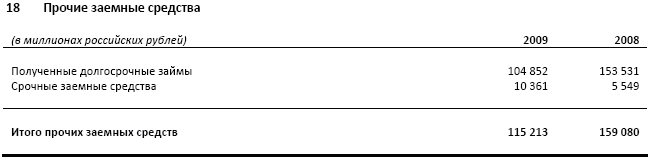 18 Прочие заемные средства
(в миллионах российских рублей) 2009 2008
Полученные долгосрочные займы 104 852 153 531
Срочные заемные средства 10 361 5 549
Итого прочих заемных средств 115 213 159 080